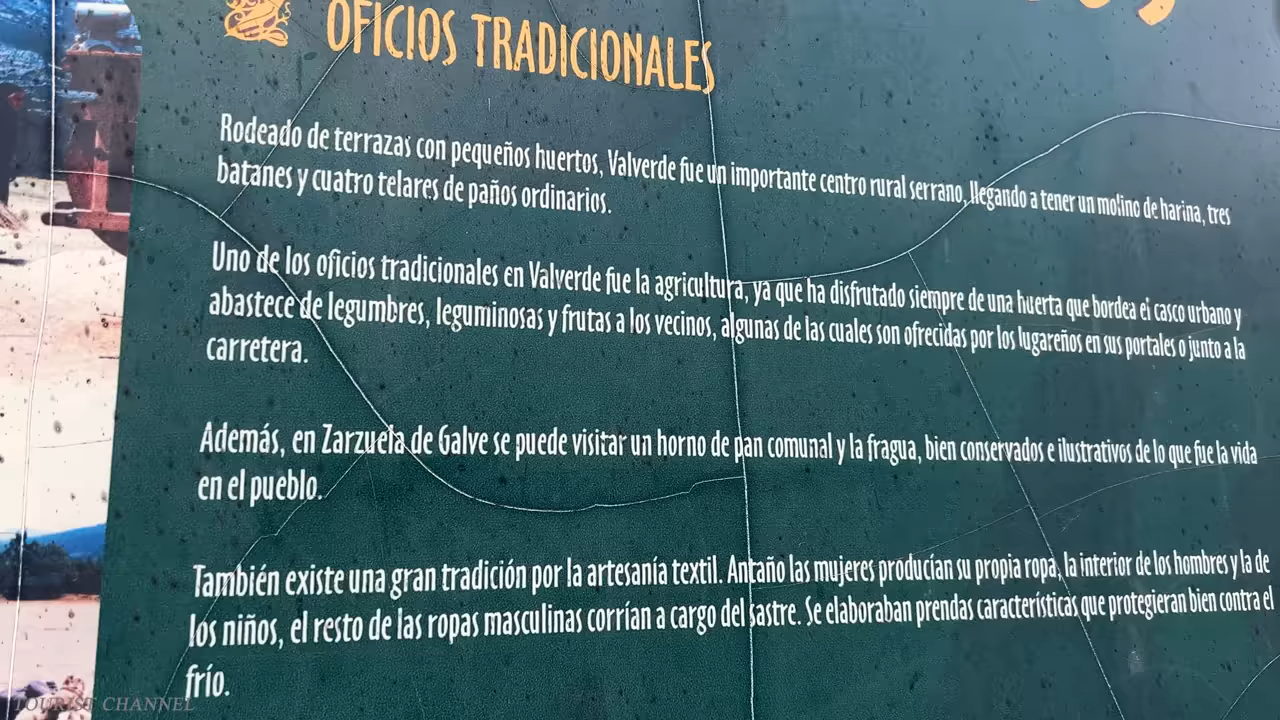 OFICIOS TRADICIONALES
Rodeado de terrazas con pequeños huertos, Valverde fue un importante centro rural serrano, llegando a tener un molino de harina, tres
batanes y cuatro telares de paños ordinarios.
Uno de los oficios tradicionales en Valverde fue la agricultura, ya que ha disfrutado siempre de una huerta que bordea el casco urbano y
abastece de legumbres, leguminosas y frutas a los vecinos, algunas de las cuales son ofrecidas por los lugareños en sus portales o junto a la
carretera.
Además, en Zarzuela de Galve se puede visitar un horno de pan comunal y la fragua, bien conservados e ilustrativos de lo que fue la vida
en el pueblo.
También existe una gran tradición por la artesanía textil. Antaño las mujeres producían su propia ropa, la interior de los hombres y la de
los niños, el resto de las ropas masculinas corrían a cargo del sastre. Se elaboraban prendas características que protegieran bien contra el
frío.
TOURIST CHANNEL